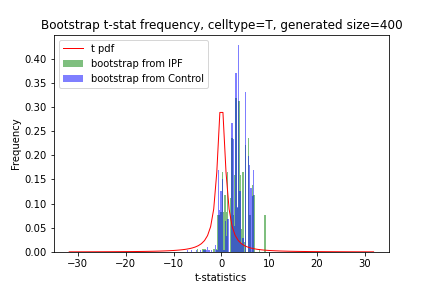 Bootstrap t-stat frequency, celltype=T, generated size=400
t pdf
bootstrap from IPF
bootstrap from Control
Frequency
0.40
0.35
0.30
0.25
0.20
0.15
0.10
0.05
0.00
−30
−20
−10
0
10
20
30
t-statistics